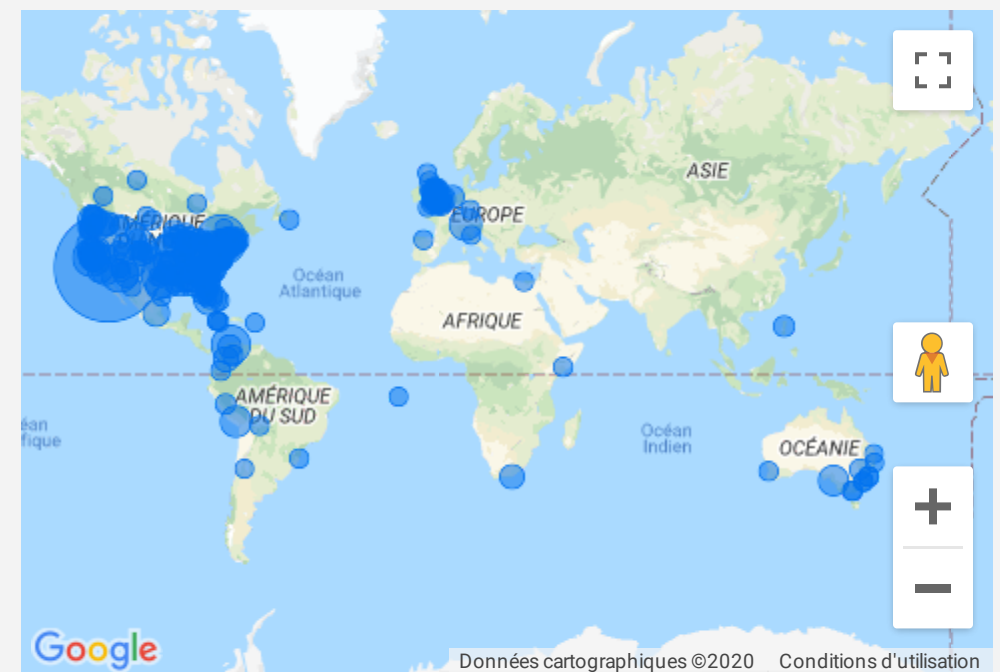 ASIE
AMÉRIQUE
EUROPE
Océan
Atlantique
AFRIQUE
AMÉRIQUE
DU SUD
éan
fique
Océan
Indien
OCÉANIE
Google
Données cartographiques ©2020 Conditions d'utilisation